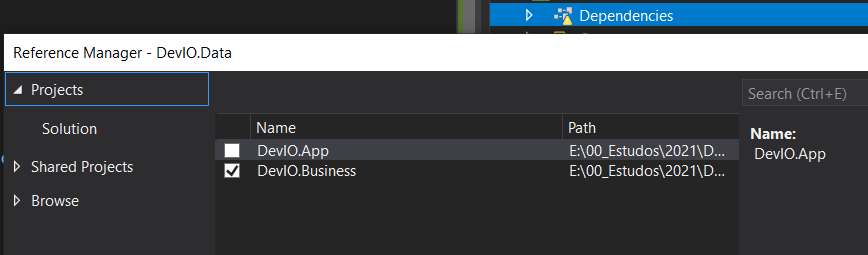 Dependencies
Reference Manager - DevIO.Data
Projects
Search (Ctrl+E)
Solution
Name Path
Name:
DevIO.App E:\00_Estudos\2021\D...
DevIO.App
Shared Projects
DevIO.Business E:\00_Estudos\2021\D...
Browse